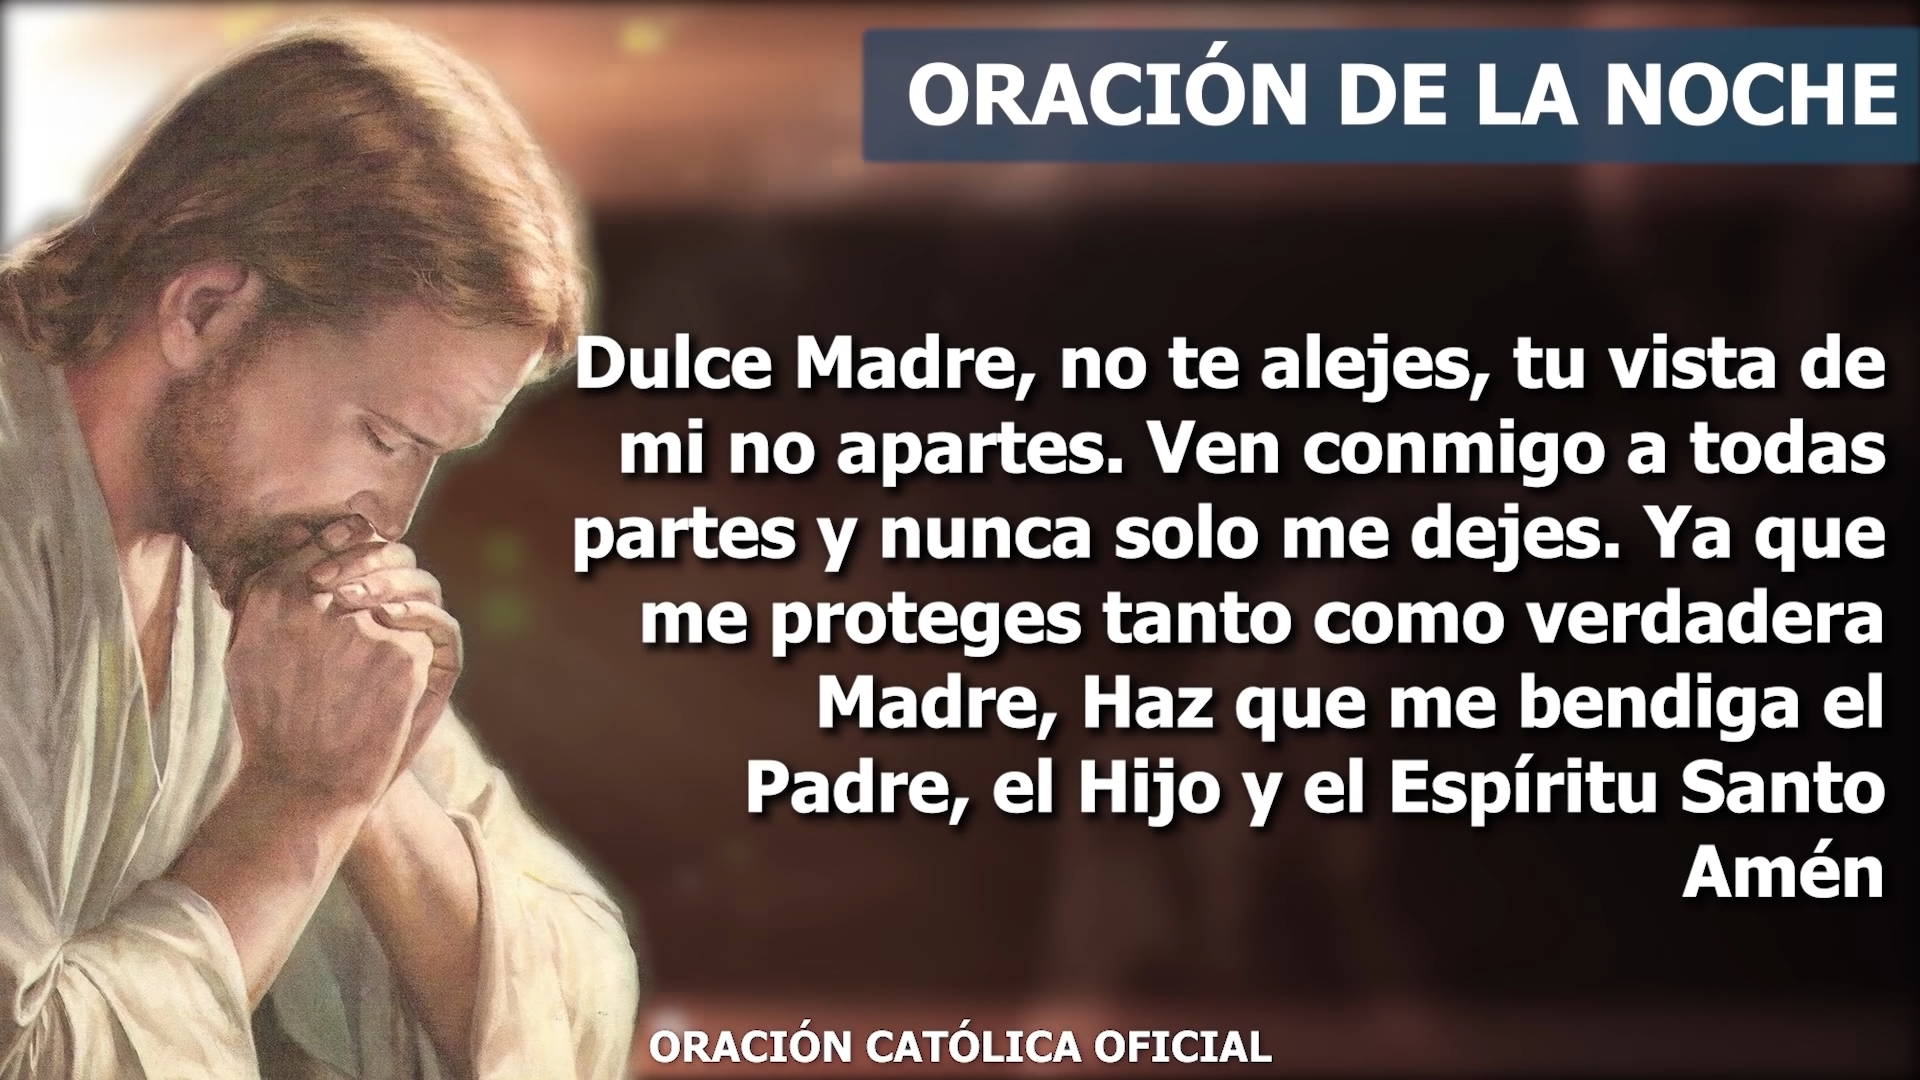 ORACIÓN DE LA NOCHE
Dulce Madre, no te alejes, tu vista de
mi no apartes. Ven conmigo a todas
partes y nunca solo me dejes. Ya que
me proteges tanto como verdadera
Madre, Haz que me bendiga el
Padre, el Hijo y el Espíritu Santo
Amén
ORACIÓN CATÓLICA OFICIAL